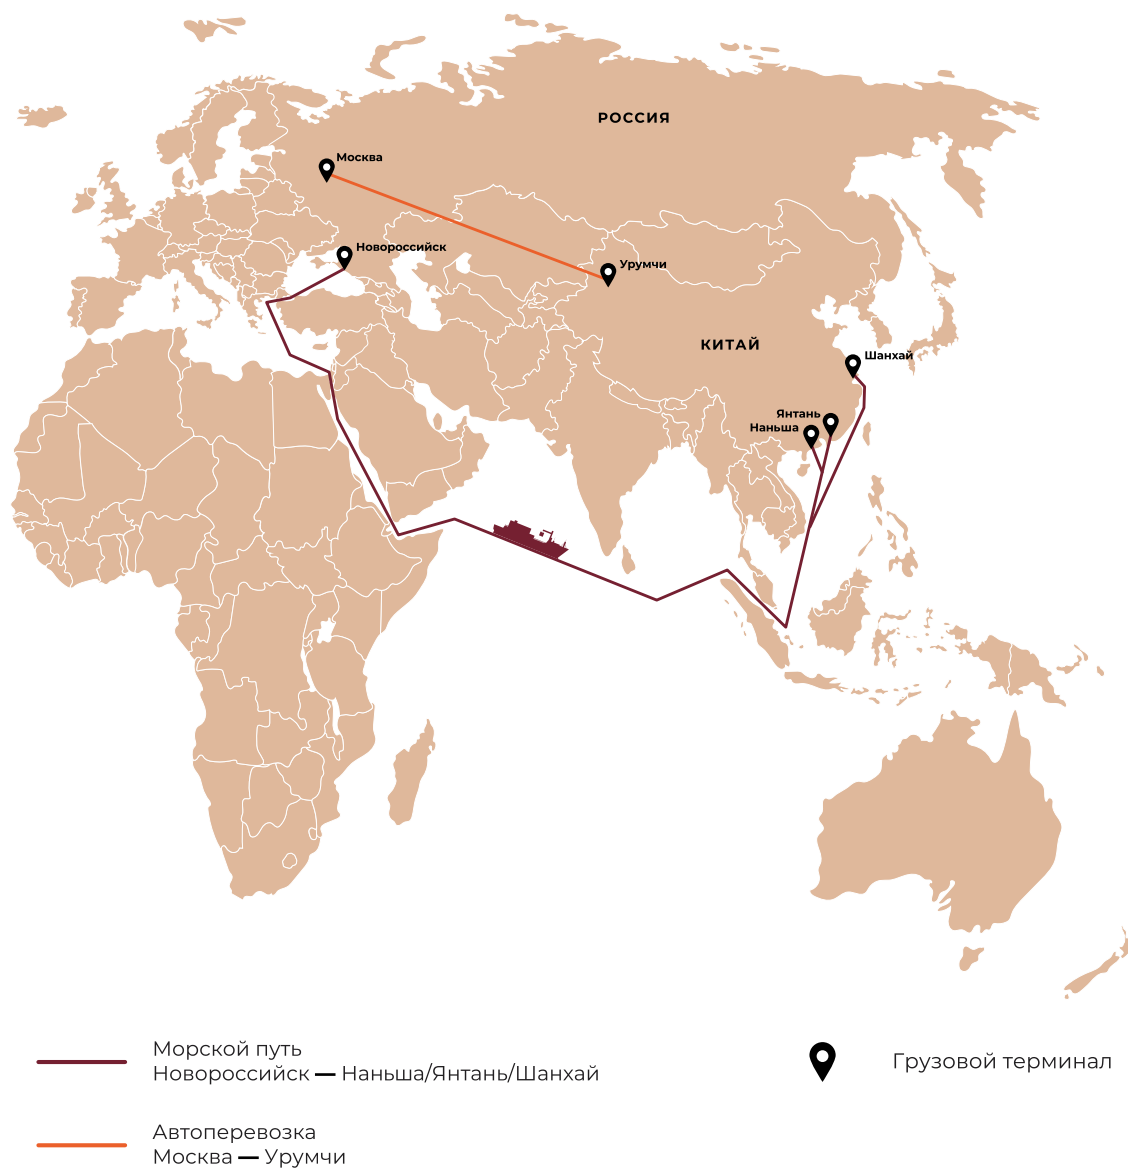 РОССИЯ
Москва
Новороссийск
Урумчи
КИТАЙ
Шанхай
Янтань
Наньша
Морской путь
Новороссийск — Наньша/Янтань/Шанхай
Грузовой терминал
Автоперевозка
Москва — Урумчи